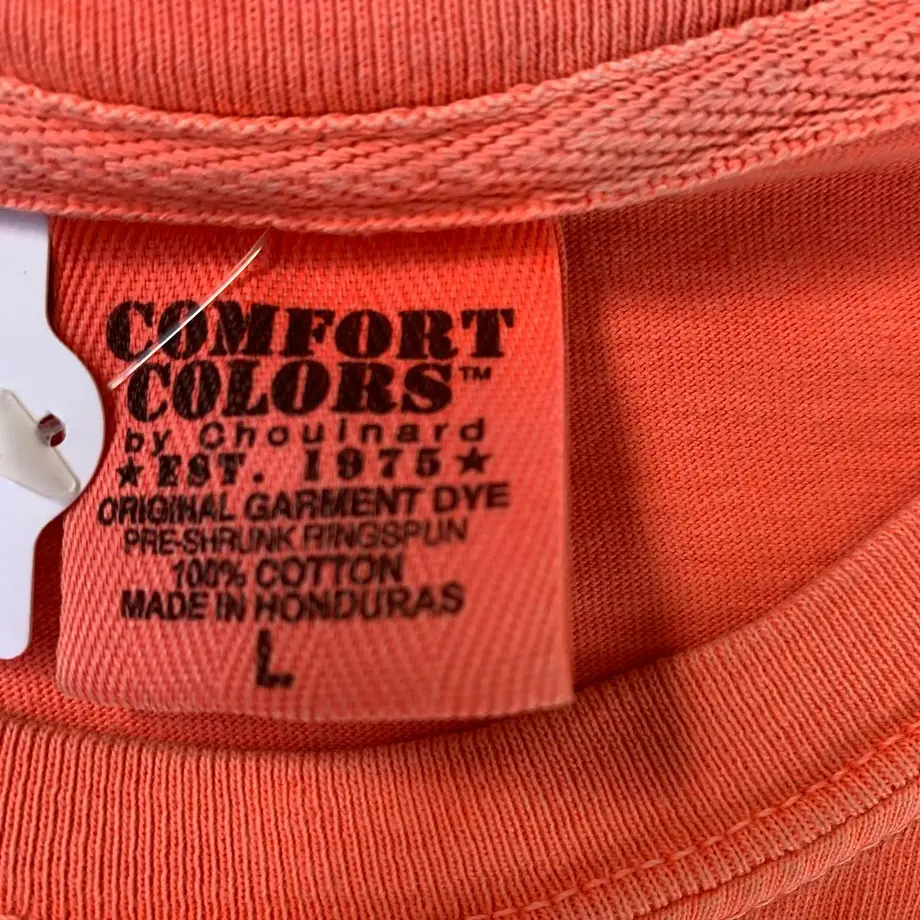 COMFORT
COLORS™
by Chouinard
★EST. 1975★
ORIGINAL GARMENT DYE
PRE-SHRUNK RINGSPUN
100% COTTON
MADE IN HONDURAS
L